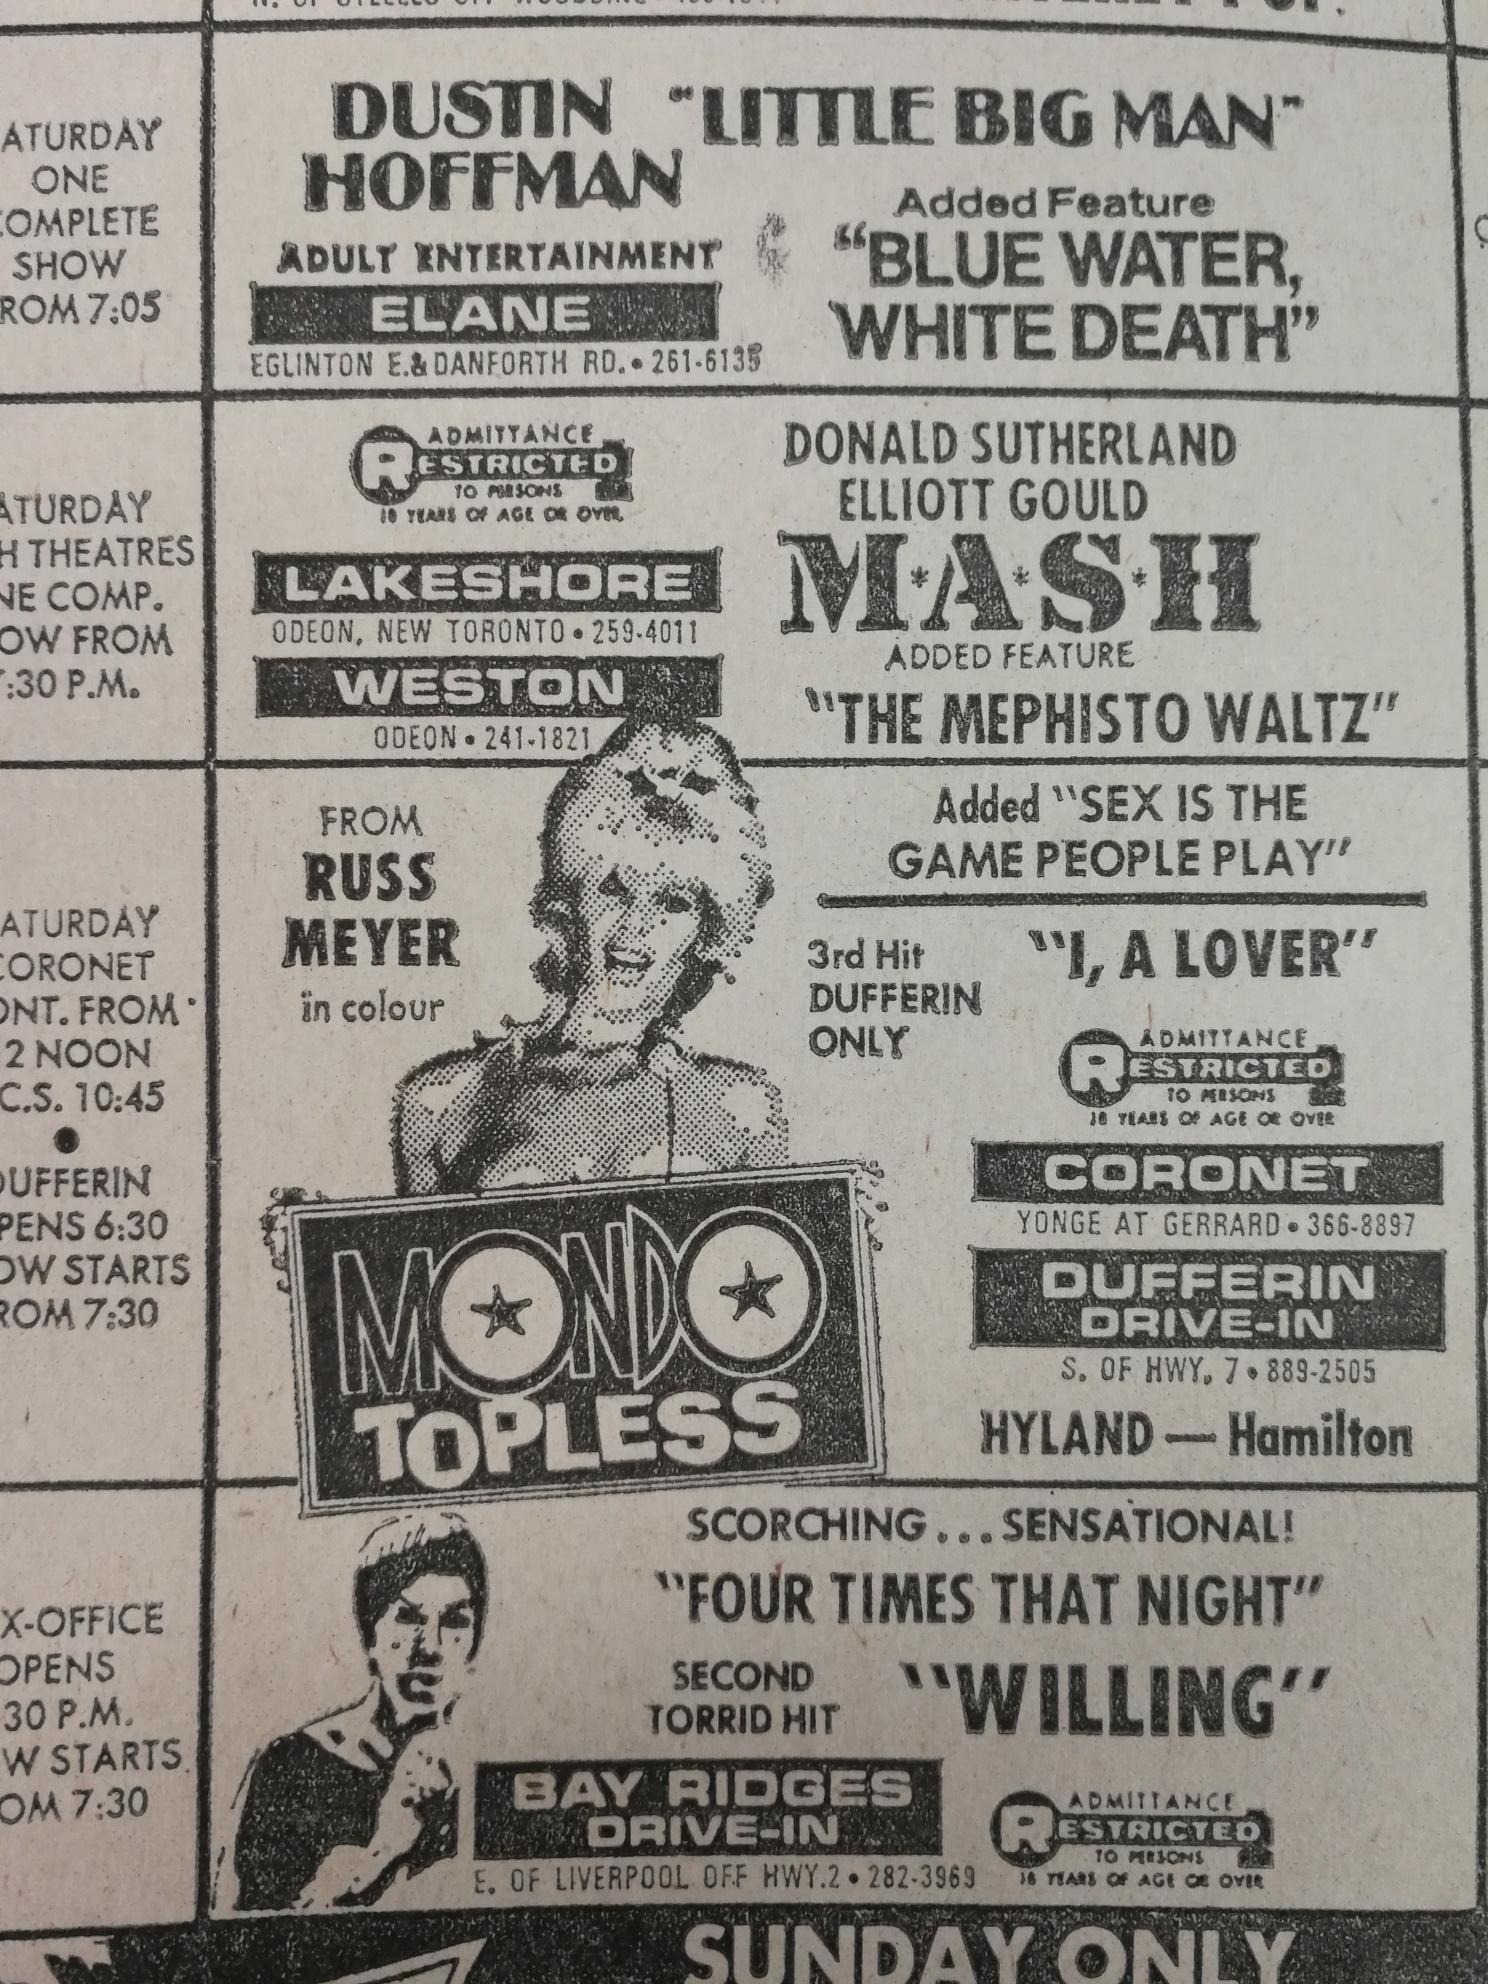 DUSTIN
HOFFMAN
"LITTLE BIG MAN"
ADULT ENTERTAINMENT
Added Feature
"BLUE WATER,
WHITE DEATH"
ELANE
EGLINTON E.& DANFORTH RD. • 261-6135
ATURDAY
ONE
COMPLETE
SHOW
ROM 7:05
ADMITTANCE
RESTRICTED
TO PERSONS
18 YEARS OF AGE OR OVER
LAKESHORE
ODEON, NEW TORONTO • 259-4011
WESTON
ODEON • 241-1821
DONALD SUTHERLAND
ELLIOTT GOULD
M*A*S*H
ADDED FEATURE
"THE MEPHISTO WALTZ"
ATURDAY
H THEATRES
NE COMP.
OW FROM
:30 P.M.
FROM
RUSS
MEYER
in colour
MONDO
TOPLESS
Added "SEX IS THE
GAME PEOPLE PLAY"
3rd Hit
DUFFERIN
ONLY
"I, A LOVER"
ADMITTANCE
RESTRICTED
TO PERSONS
18 YEARS OF AGE OR OVER
CORONET
YONGE AT GERRARD • 366-8897
DUFFERIN
DRIVE-IN
S. OF HWY. 7 • 889-2505
HYLAND — Hamilton
ATURDAY
CORONET
ONT. FROM
2 NOON
C.S. 10:45
DUFFERIN
PENS 6:30
OW STARTS
ROM 7:30
SCORCHING... SENSATIONAL!
"FOUR TIMES THAT NIGHT"
SECOND
TORRID HIT
"WILLING"
BAY RIDGES
DRIVE-IN
E. OF LIVERPOOL OFF HWY.2 • 282-3969
ADMITTANCE
RESTRICTED
TO PERSONS
18 YEARS OF AGE OR OVER
X-OFFICE
OPENS
30 P.M.
W STARTS
OM 7:30
SUNDAY ONLY